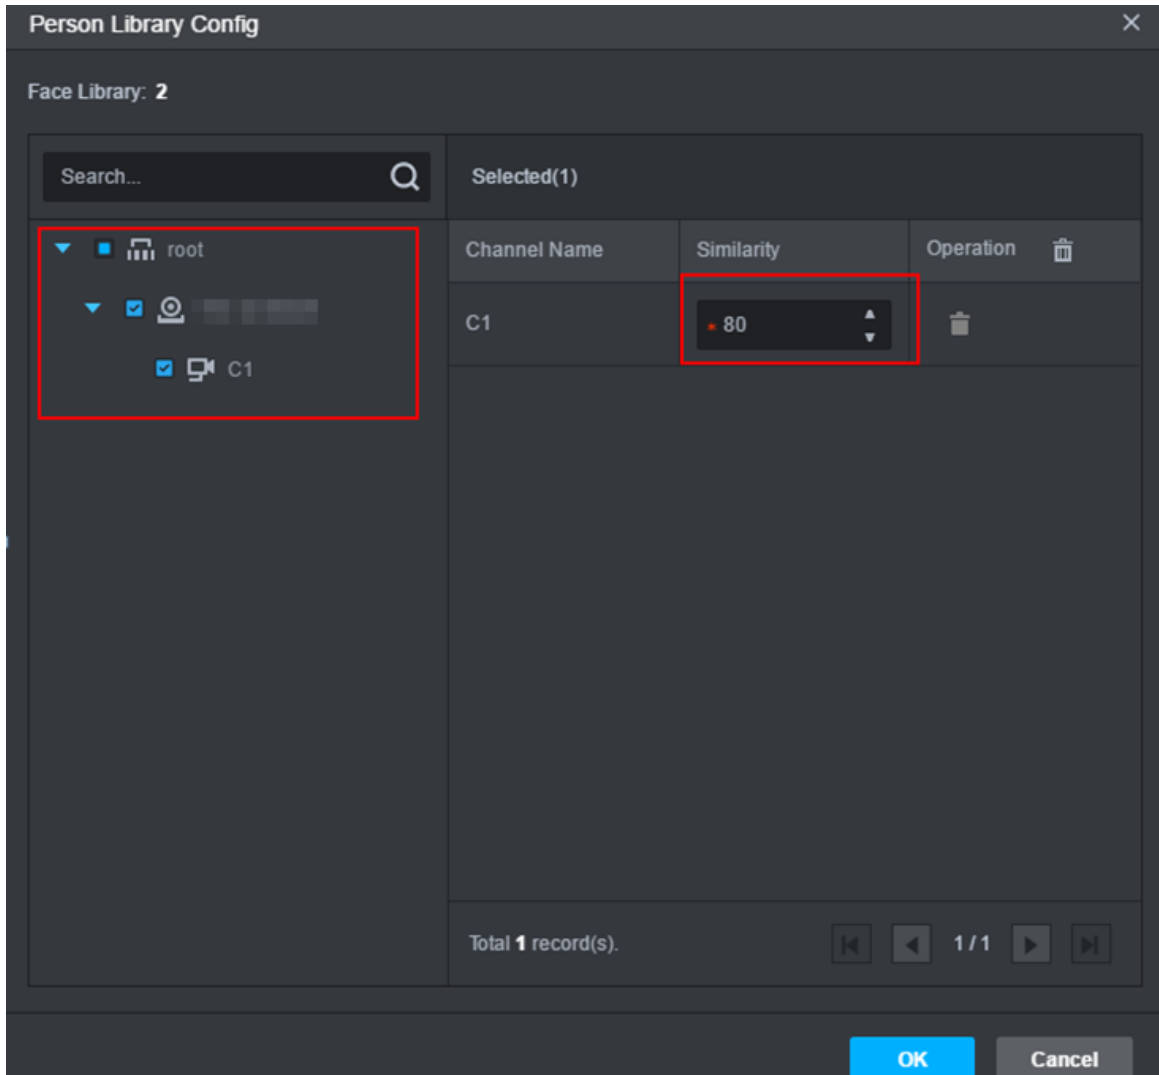 Person Library Config
Face Library: 2
Search...
Selected(1)
root
C1
Channel Name Similarity Operation
C1 * 80
Total 1 record(s). 1 / 1
OK Cancel